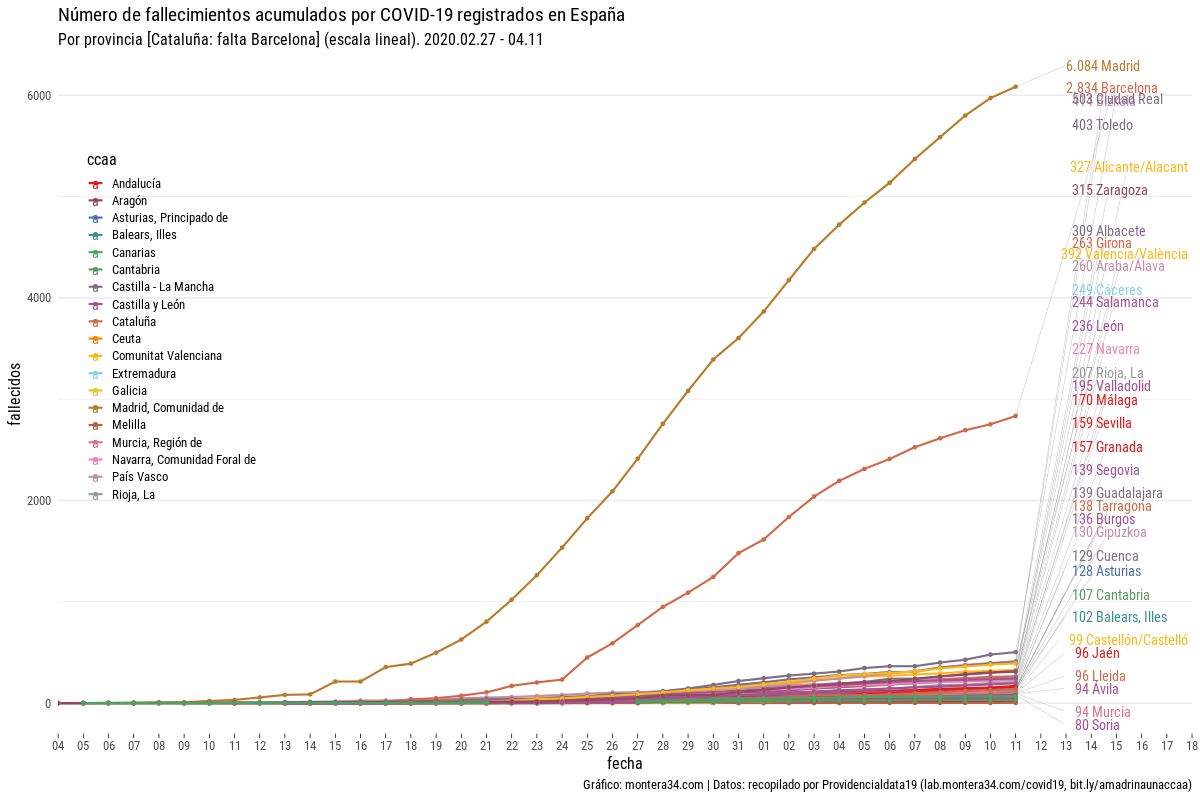 Número de fallecimientos acumulados por COVID-19 registrados en España
Por provincia [Cataluña: falta Barcelona] (escala lineal). 2020.02.27 - 04.11
fallecidos
6000
4000
2000
0
ccaa
Andalucía
Aragón
Asturias, Principado de
Balears, Illes
Canarias
Cantabria
Castilla - La Mancha
Castilla y León
Cataluña
Ceuta
Comunitat Valenciana
Extremadura
Galicia
Madrid, Comunidad de
Melilla
Murcia, Región de
Navarra, Comunidad Foral de
País Vasco
Rioja, La
6.084 Madrid
2.834 Barcelona
503 Ciudad Real
Bizkaia
403 Toledo
327 Alicante/Alacant
315 Zaragoza
309 Albacete
263 Girona
392 Valencia/València
260 Araba/Álava
249 Cáceres
244 Salamanca
236 León
227 Navarra
207 Rioja, La
195 Valladolid
170 Málaga
159 Sevilla
157 Granada
139 Segovia
139 Guadalajara
138 Tarragona
136 Burgos
130 Gipuzkoa
129 Cuenca
128 Asturias
107 Cantabria
102 Balears, Illes
99 Castellón/Castelló
96 Jaén
96 Lleida
94 Ávila
94 Murcia
80 Soria
04 05 06 07 08 09 10 11 12 13 14 15 16 17 18 19 20 21 22 23 24 25 26 27 28 29 30 31 01 02 03 04 05 06 07 08 09 10 11 12 13 14 15 16 17 18
fecha
Gráfico: montera34.com | Datos: recopilado por Providencialdata19 (lab.montera34.com/covid19, bit.ly/amadrinaunaccaa)